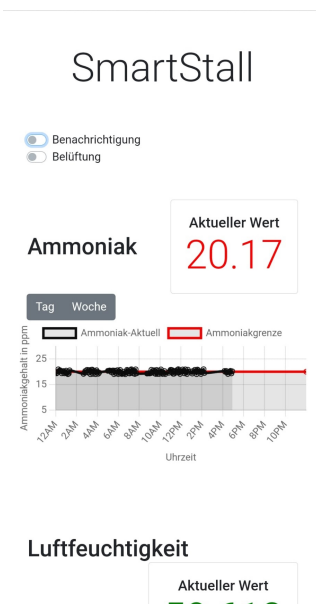 SmartStall
Benachrichtigung
Belüftung
Aktueller Wert
20.17
Ammoniak
Tag Woche
Ammoniak-Aktuell Ammoniakgrenze
Ammoniakgehalt in ppm
25
15
5
12AM 2AM 4AM 6AM 8AM 10AM 12PM 2PM 4PM 6PM 8PM 10PM
Uhrzeit
Luftfeuchtigkeit
Aktueller Wert